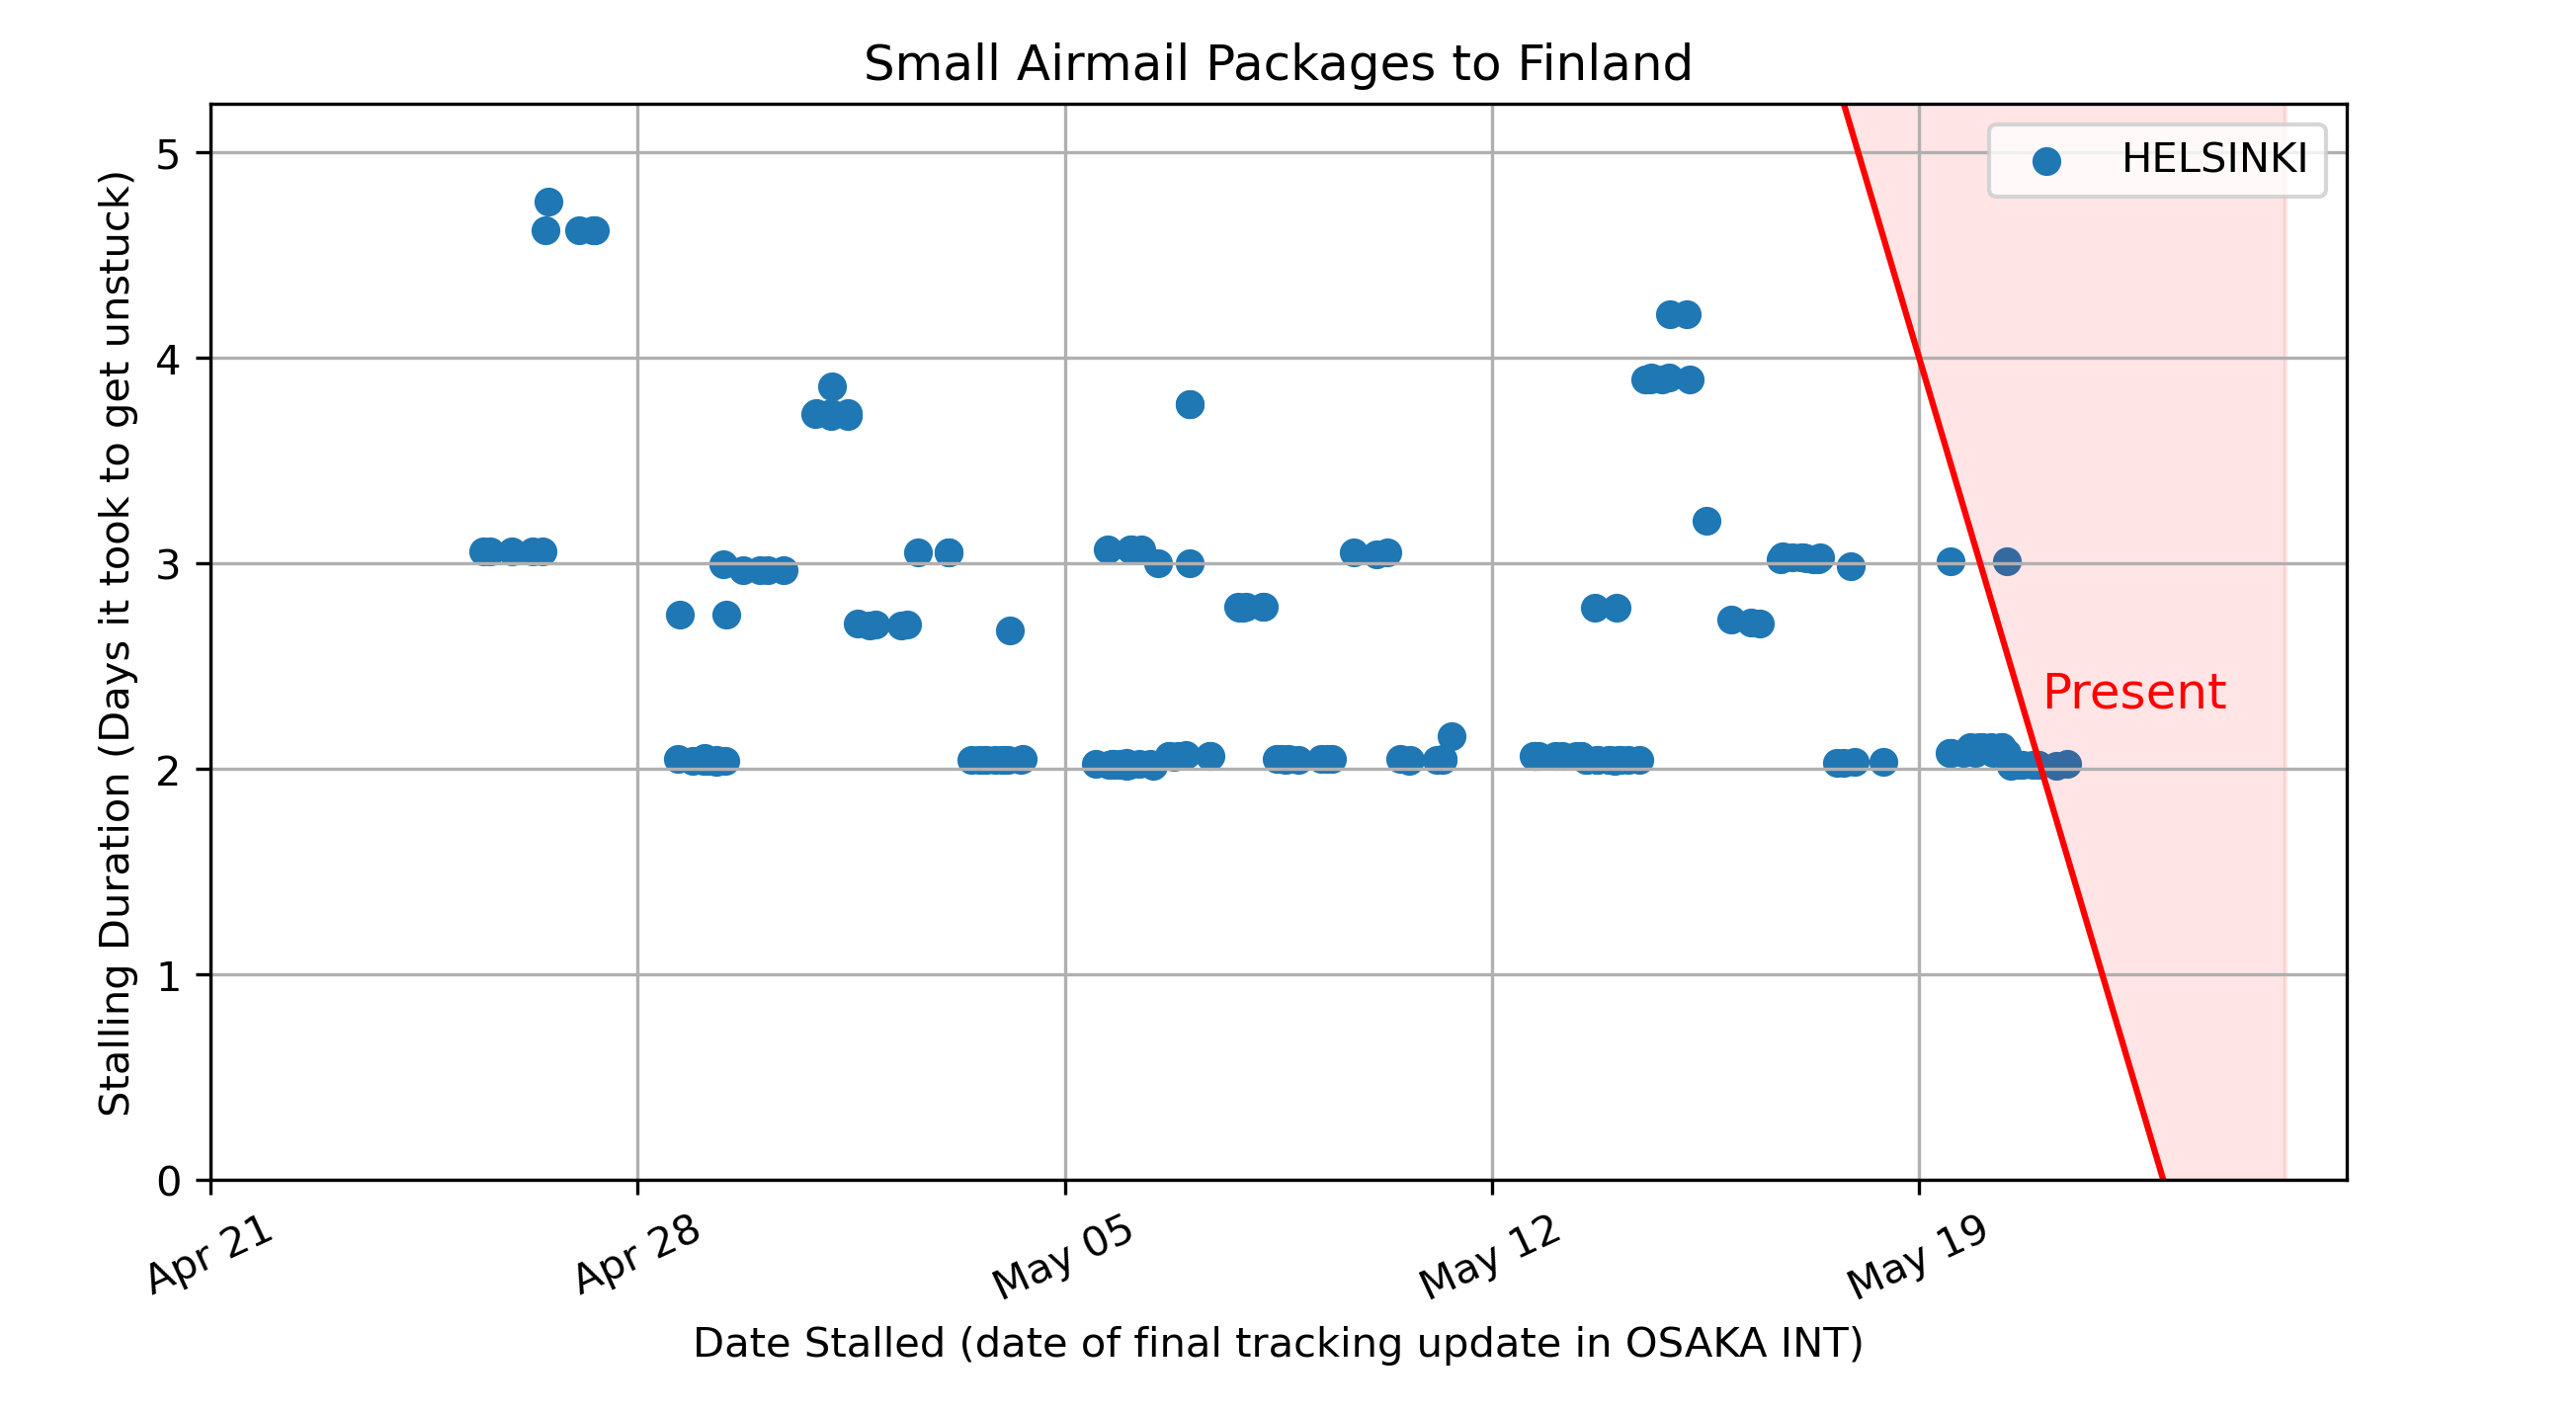 Small Airmail Packages to Finland
Stalling Duration (Days it took to get unstuck)
5
4
3
2
1
0
HELSINKI
Present
Apr 21
Apr 28
May 05
May 12
May 19
Date Stalled (date of final tracking update in OSAKA INT)